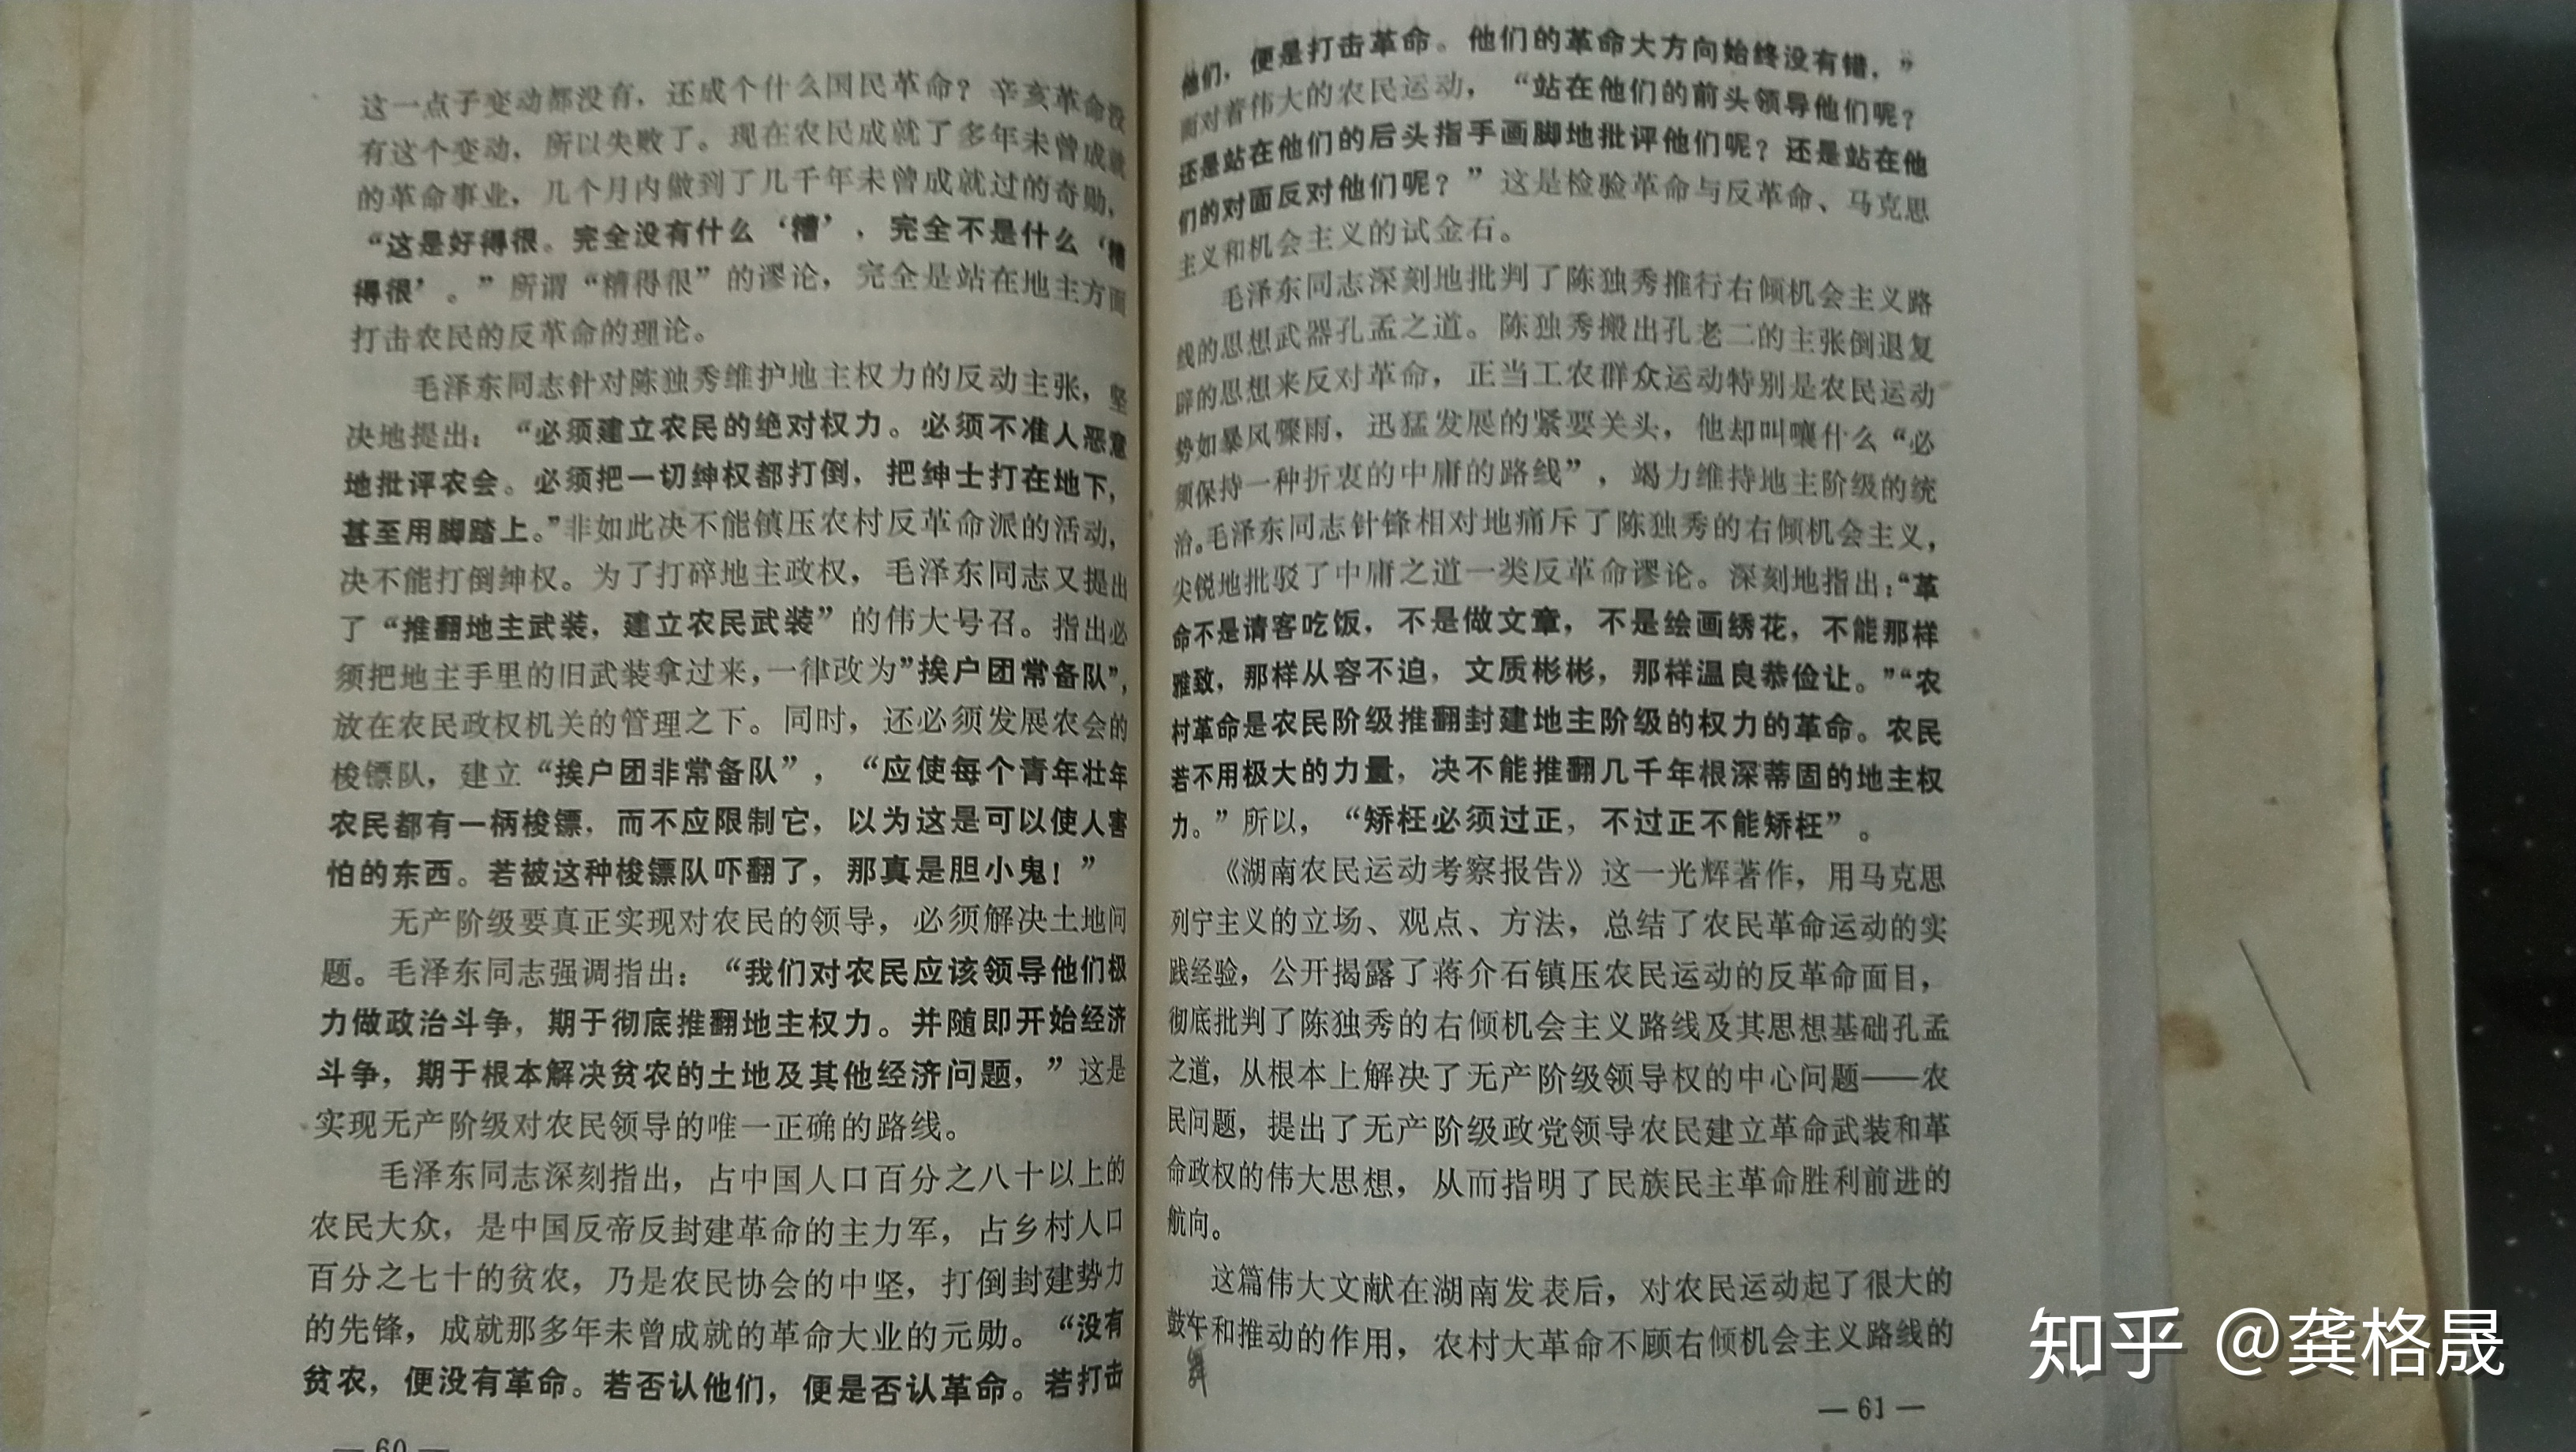 这一点子变动都没有，还成个什么国民革命？辛亥革命没
有这个变动，所以失败了。现在农民成就了多年未曾成就
的革命事业，几个月内做到了几千年未曾成就过的奇勋，
“这是好得很。完全没有什么‘糟’，完全不是什么‘糟
得很’。”所谓“糟得很”的谬论，完全是站在地主方面
打击农民的反革命的理论。
毛泽东同志针对陈独秀维护地主权力的反动主张，坚
决地提出：“必须建立农民的绝对权力。必须不准人恶意
地批评农会。必须把一切绅权都打倒，把绅士打在地下，
甚至用脚踏上。”非如此决不能镇压农村反革命派的活动，
决不能打倒绅权。为了打碎地主政权，毛泽东同志又提出
了“推翻地主武装，建立农民武装”的伟大号召。指出必
须把地主手里的旧武装拿过来，一律改为”挨户团常备队”，
放在农民政权机关的管理之下。同时，还必须发展农会的
梭镖队，建立“挨户团非常备队”，“应使每个青年壮年
农民都有一柄梭镖，而不应限制它，以为这是可以使人害
怕的东西。若被这种梭镖队吓翻了，那真是胆小鬼！”
无产阶级要真正实现对农民的领导，必须解决土地问
题。毛泽东同志强调指出：“我们对农民应该领导他们极
力做政治斗争，期于彻底推翻地主权力。并随即开始经济
斗争，期于根本解决贫农的土地及其他经济问题，”这是
实现无产阶级对农民领导的唯一正确的路线。
毛泽东同志深刻指出，占中国人口百分之八十以上的
农民大众，是中国反帝反封建革命的主力军，占乡村人口
百分之七十的贫农，乃是农民协会的中坚，打倒封建势力
的先锋，成就那多年未曾成就的革命大业的元勋。“没有
贫农，便没有革命。若否认他们，便是否认革命。若打击
— 60 —
他们，便是打击革命。他们的革命大方向始终没有错，”
面对着伟大的农民运动，“站在他们的前头领导他们呢？
还是站在他们的后头指手画脚地批评他们呢？还是站在他
们的对面反对他们呢？”这是检验革命与反革命、马克思
主义和机会主义的试金石。
毛泽东同志深刻地批判了陈独秀推行右倾机会主义路
线的思想武器孔孟之道。陈独秀搬出孔老二的主张倒退复
辟的思想来反对革命，正当工农群众运动特别是农民运动
势如暴风骤雨，迅猛发展的紧要关头，他却叫嚷什么“必
须保持一种折衷的中庸的路线”，竭力维持地主阶级的统
治。毛泽东同志针锋相对地痛斥了陈独秀的右倾机会主义，
尖锐地批驳了中庸之道一类反革命谬论。深刻地指出：“革
命不是请客吃饭，不是做文章，不是绘画绣花，不能那样
雅致，那样从容不迫，文质彬彬，那样温良恭俭让。”“农
村革命是农民阶级推翻封建地主阶级的权力的革命。农民
若不用极大的力量，决不能推翻几千年根深蒂固的地主权
力。”所以，“矫枉必须过正，不过正不能矫枉”。
《湖南农民运动考察报告》这一光辉著作，用马克思
列宁主义的立场、观点、方法，总结了农民革命运动的实
践经验，公开揭露了蒋介石镇压农民运动的反革命面目，
彻底批判了陈独秀的右倾机会主义路线及其思想基础孔孟
之道，从根本上解决了无产阶级领导权的中心问题——农
民问题，提出了无产阶级政党领导农民建立革命武装和革
命政权的伟大思想，从而指明了民族民主革命胜利前进的
航向。
这篇伟大文献在湖南发表后，对农民运动起了很大的
鼓午和推动的作用，农村大革命不顾右倾机会主义路线的
舞
— 61 —
知乎 @龚格晟